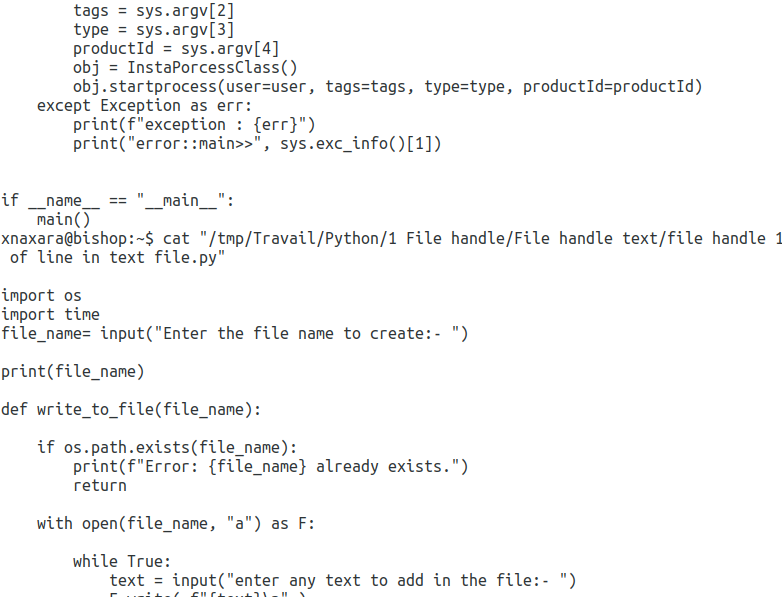 tags = sys.argv[2]
        type = sys.argv[3]
        productId = sys.argv[4]
        obj = InstaPorcessClass()
        obj.startprocess(user=user, tags=tags, type=type, productId=productId)
    except Exception as err:
        print(f"exception : {err}")
        print("error::main>>", sys.exc_info()[1])

if __name__ == "__main__":
    main()
xnaxara@bishop:~$ cat "/tmp/Travail/Python/1 File handle/File handle text/file handle 1
 of line in text file.py"

import os
import time
file_name= input("Enter the file name to create:- ")

print(file_name)

def write_to_file(file_name):

    if os.path.exists(file_name):
        print(f"Error: {file_name} already exists.")
        return

    with open(file_name, "a") as F:

        while True:
            text = input("enter any text to add in the file:- ")